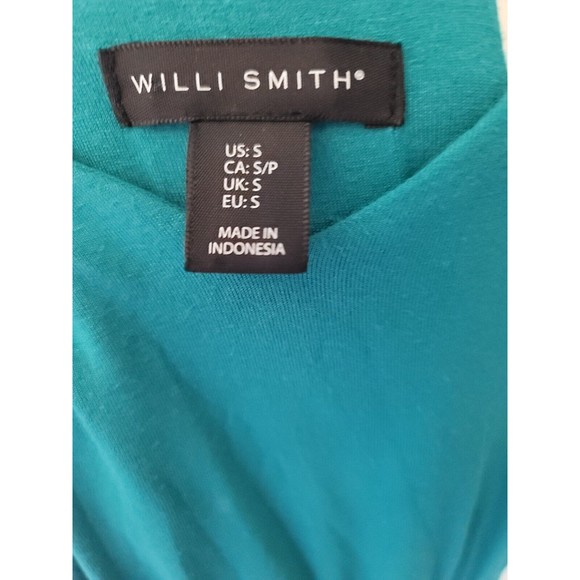 WILLI SMITH®
US: S
CA: S/P
UK: S
EU: S
MADE IN
INDONESIA